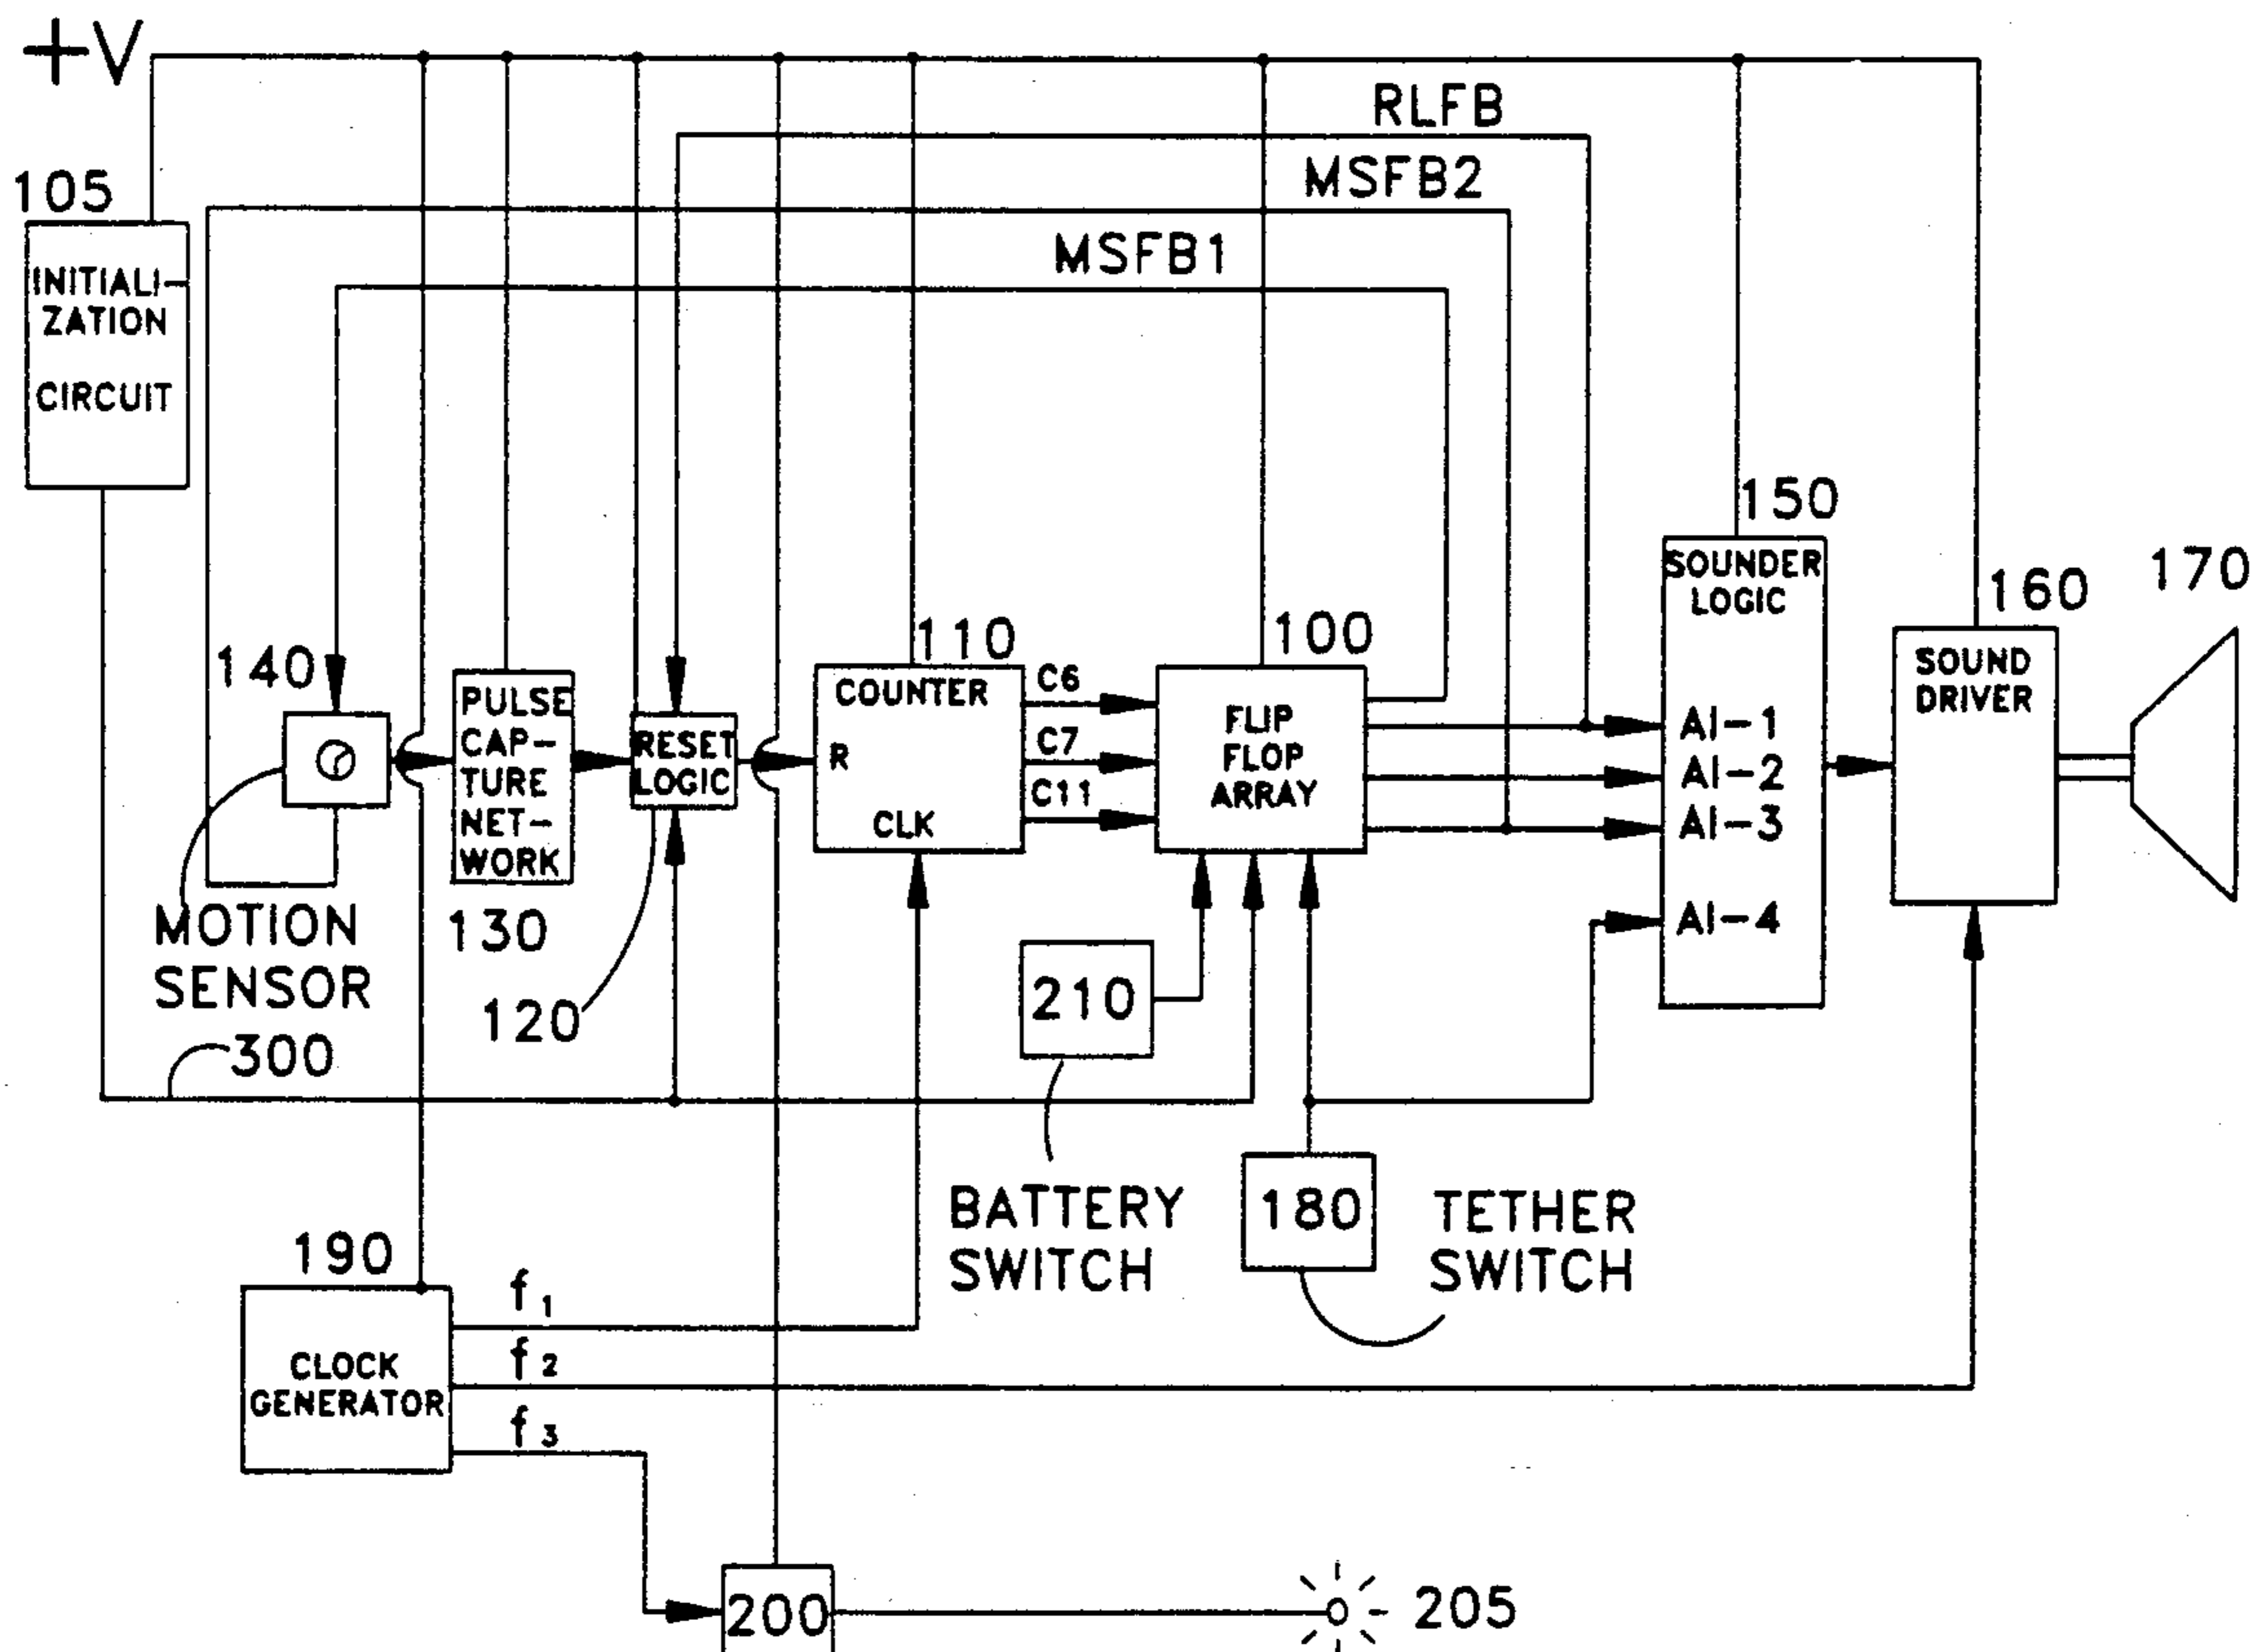 +V
RLFB
MSFB2
MSFB1
105
INITIALI-
ZATION
CIRCUIT
150
SOUNDER
LOGIC
AI-1
AI-2
AI-3
AI-4
160
SOUND
DRIVER
170
140
PULSE
CAP-
TURE
NET-
WORK
130
RESET
LOGIC
120
110
COUNTER
R
CLK
C6
C7
C11
100
FLIP
FLOP
ARRAY
MOTION
SENSOR
300
210
BATTERY
SWITCH
180
TETHER
SWITCH
190
CLOCK
GENERATOR
f1
f2
f3
200
205